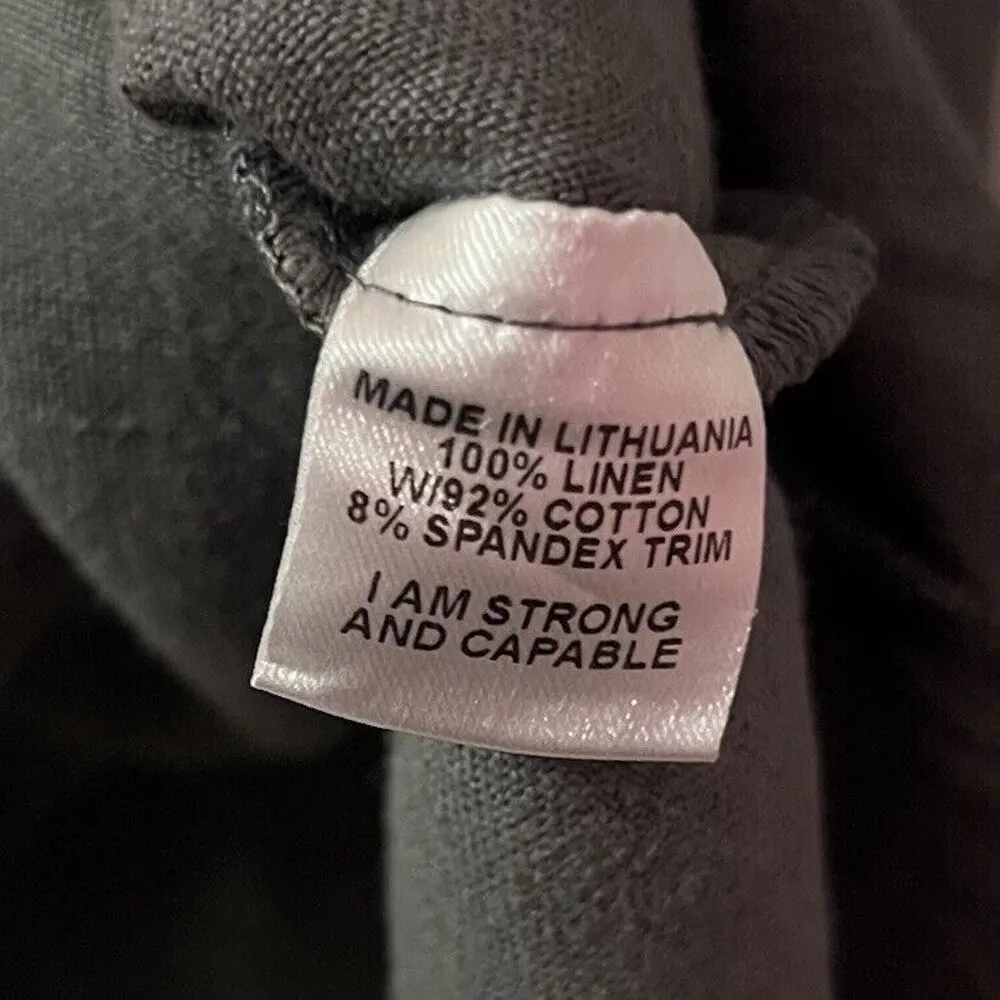 MADE IN LITHUANIA
100% LINEN
W/92% COTTON
8% SPANDEX TRIM
I AM STRONG
AND CAPABLE